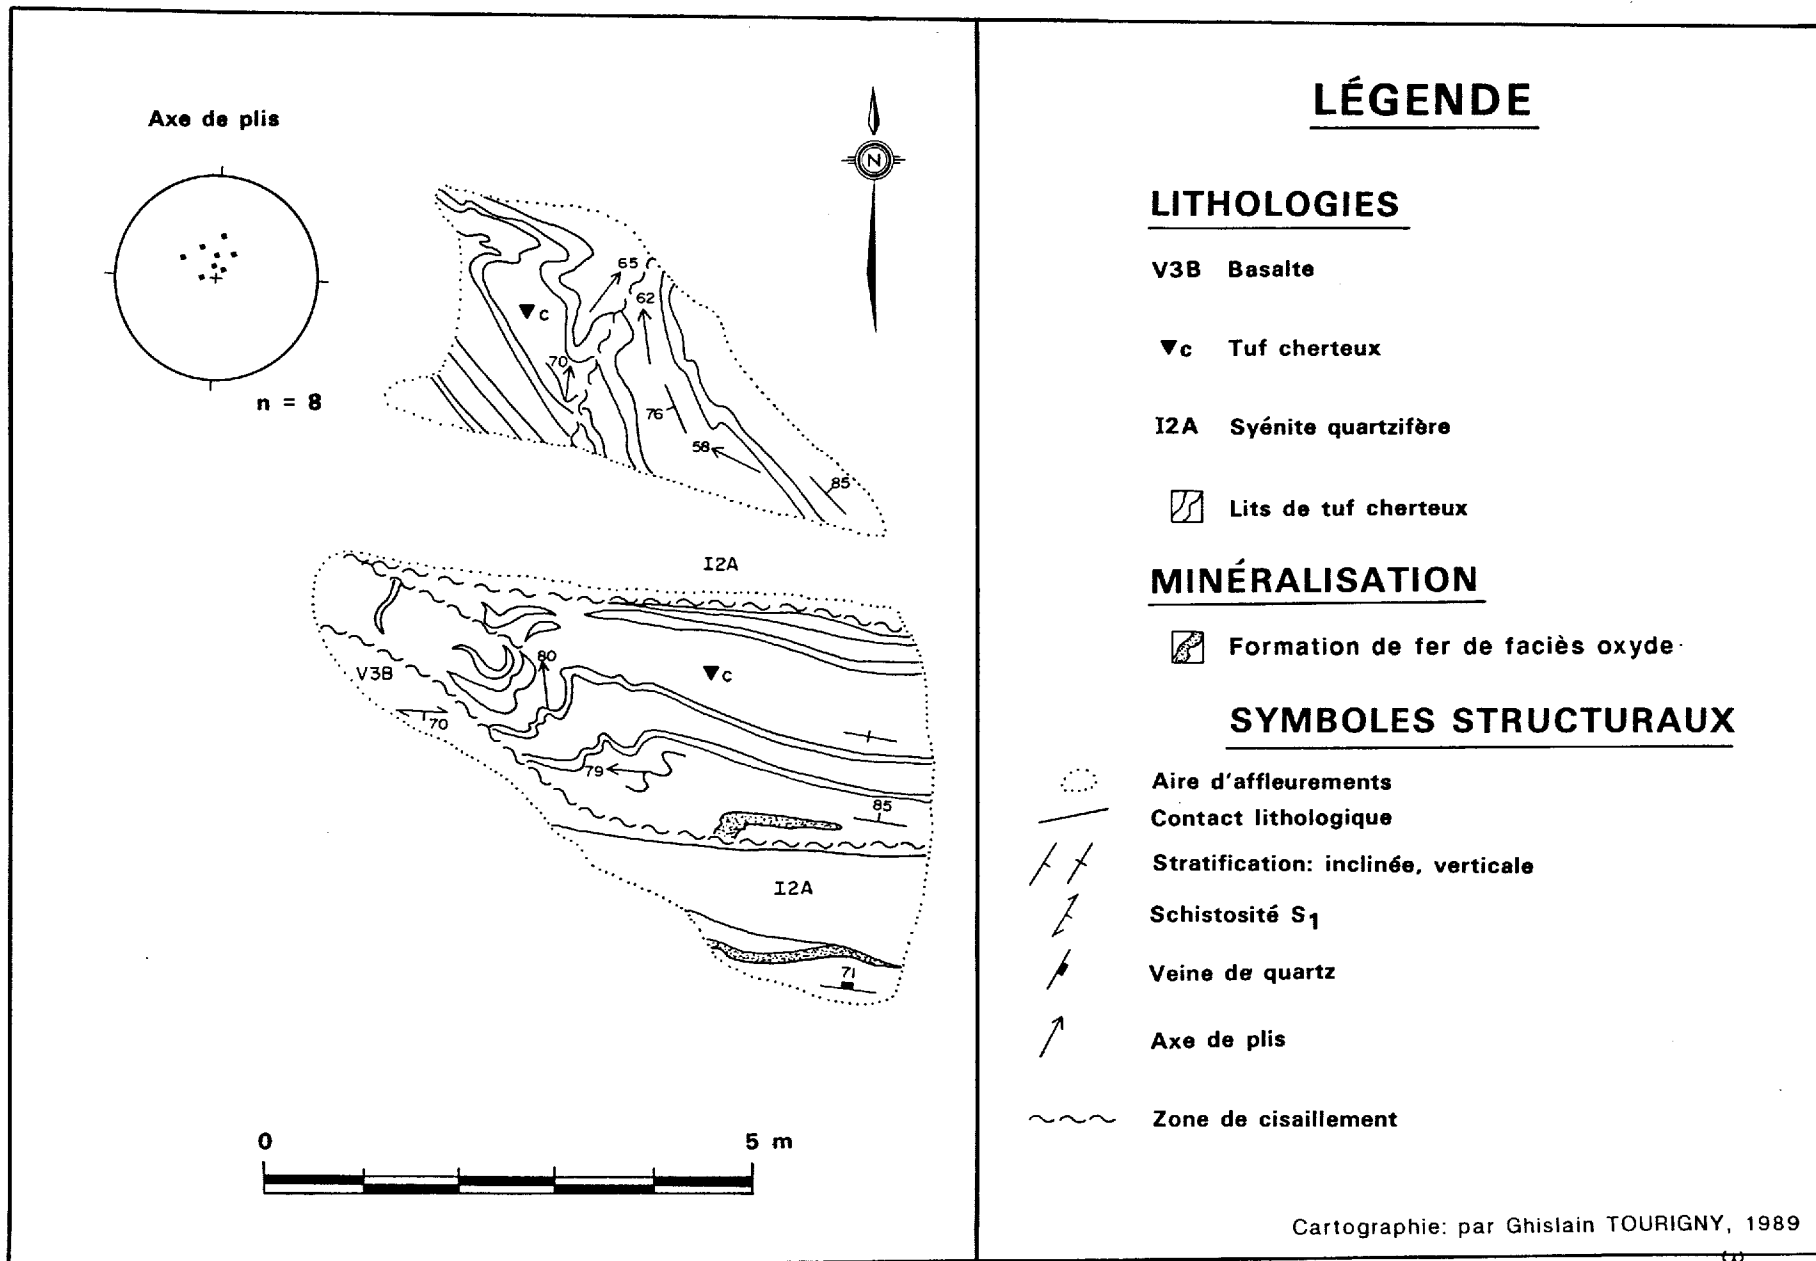 Axe de plis
n = 8
N
65
62
70
c
76
58
85
I2A
80
V3B
c
70
79
85
I2A
71
0 5 m
LÉGENDE
LITHOLOGIES
V3B Basalte
c Tuf cherteux
I2A Syénite quartzifère
Lits de tuf cherteux
MINÉRALISATION
Formation de fer de faciès oxyde
SYMBOLES STRUCTURAUX
Aire d'affleurements
Contact lithologique
Stratification: inclinée, verticale
Schistosité S1
Veine de quartz
Axe de plis
Zone de cisaillement
Cartographie: par Ghislain TOURIGNY, 1989